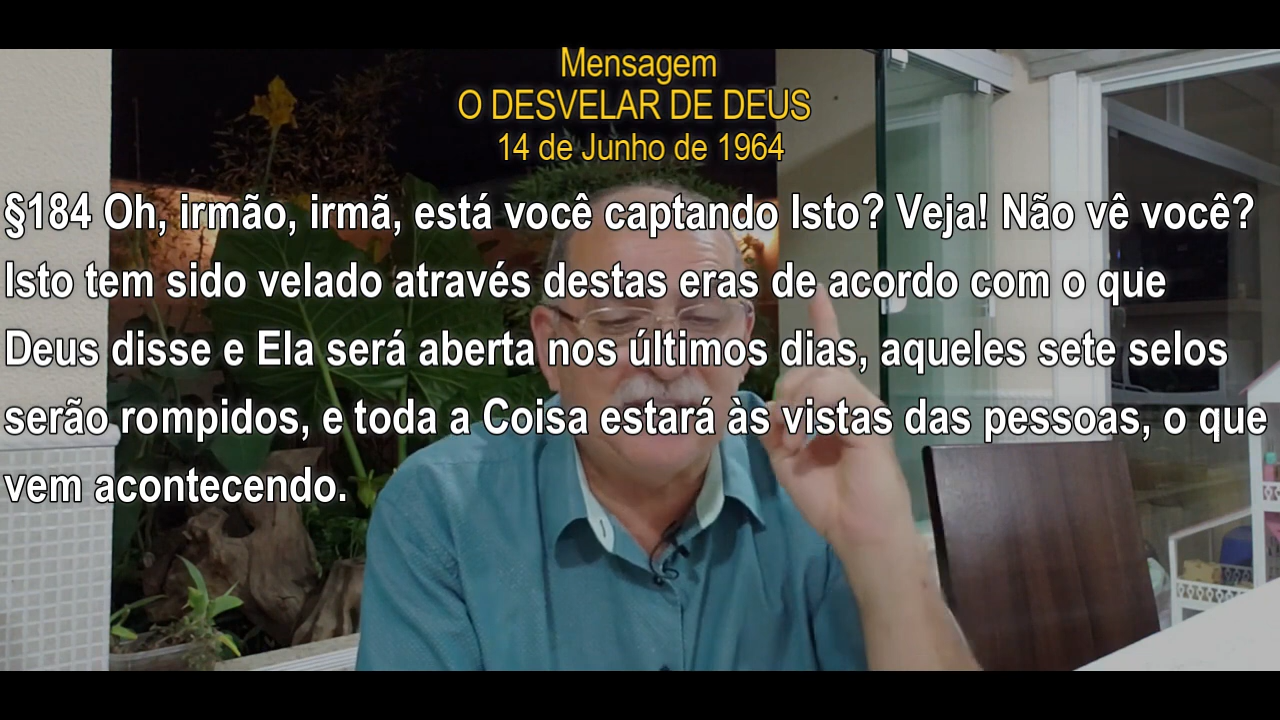 Mensagem
O DESVELAR DE DEUS
14 de Junho de 1964
§184 Oh, irmão, irmã, está você captando Isto? Veja! Não vê você?
Isto tem sido velado através destas eras de acordo com o que
Deus disse e Ela será aberta nos últimos dias, aqueles sete selos
serão rompidos, e toda a Coisa estará às vistas das pessoas, o que
vem acontecendo.